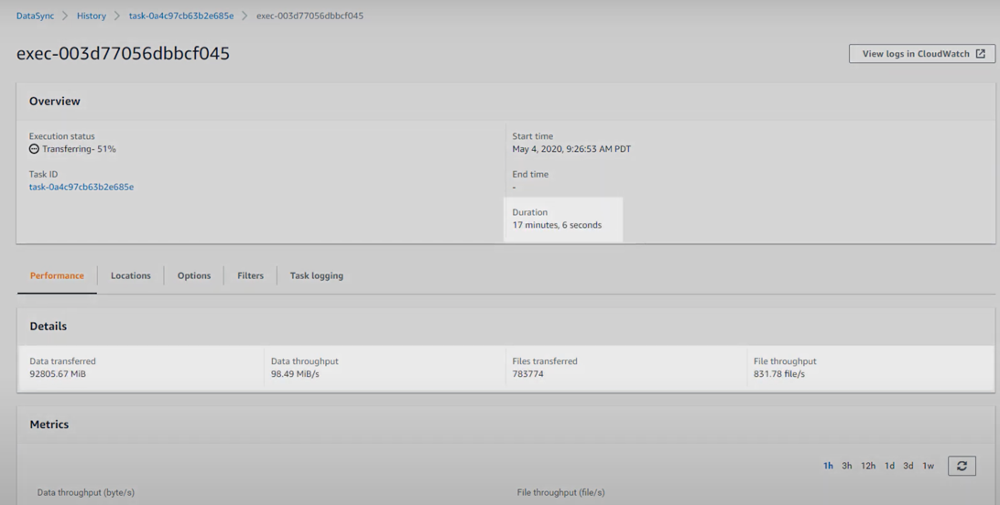 DataSync > History > task-0a4c97cb63b2e685e > exec-003d77056dbbcf045
exec-003d77056dbbcf045
View logs in CloudWatch
Overview
Execution status
Transferring- 51%
Task ID
task-0a4c97cb63b2e685e
Start time
May 4, 2020, 9:26:53 AM PDT
End time
-
Duration
17 minutes, 6 seconds
Performance
Locations
Options
Filters
Task logging
Details
Data transferred
92805.67 MiB
Data throughput
98.49 MiB/s
Files transferred
783774
File throughput
831.78 file/s
Metrics
1h 3h 12h 1d 3d 1w
Data throughput (byte/s)
File throughput (file/s)